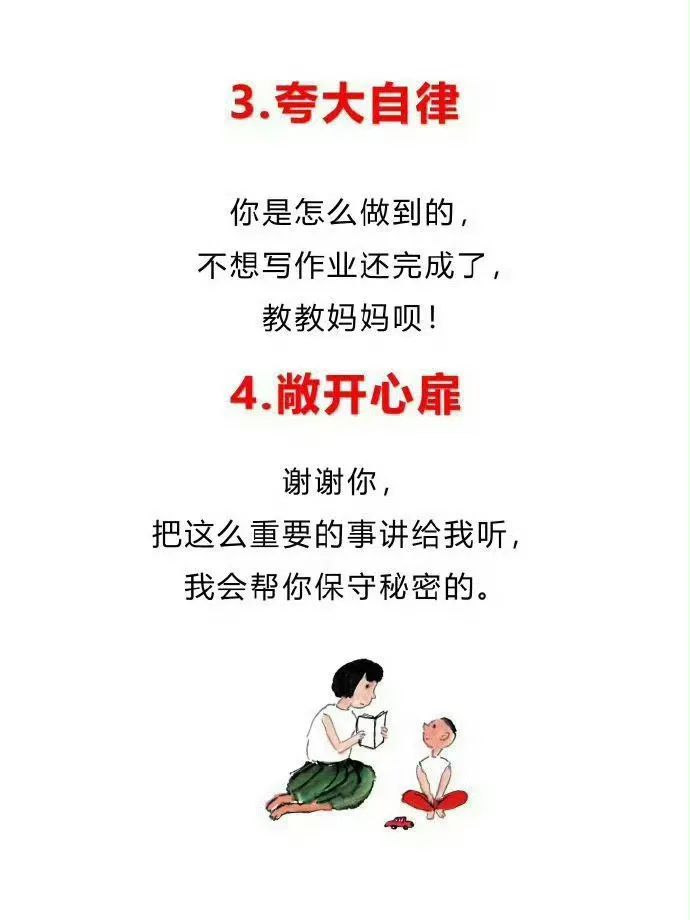 3.夸大自律
你是怎么做到的，
不想写作业还完成了，
教教妈妈呗！
4.敞开心扉
谢谢你，
把这么重要的事讲给我听，
我会帮你保守秘密的。